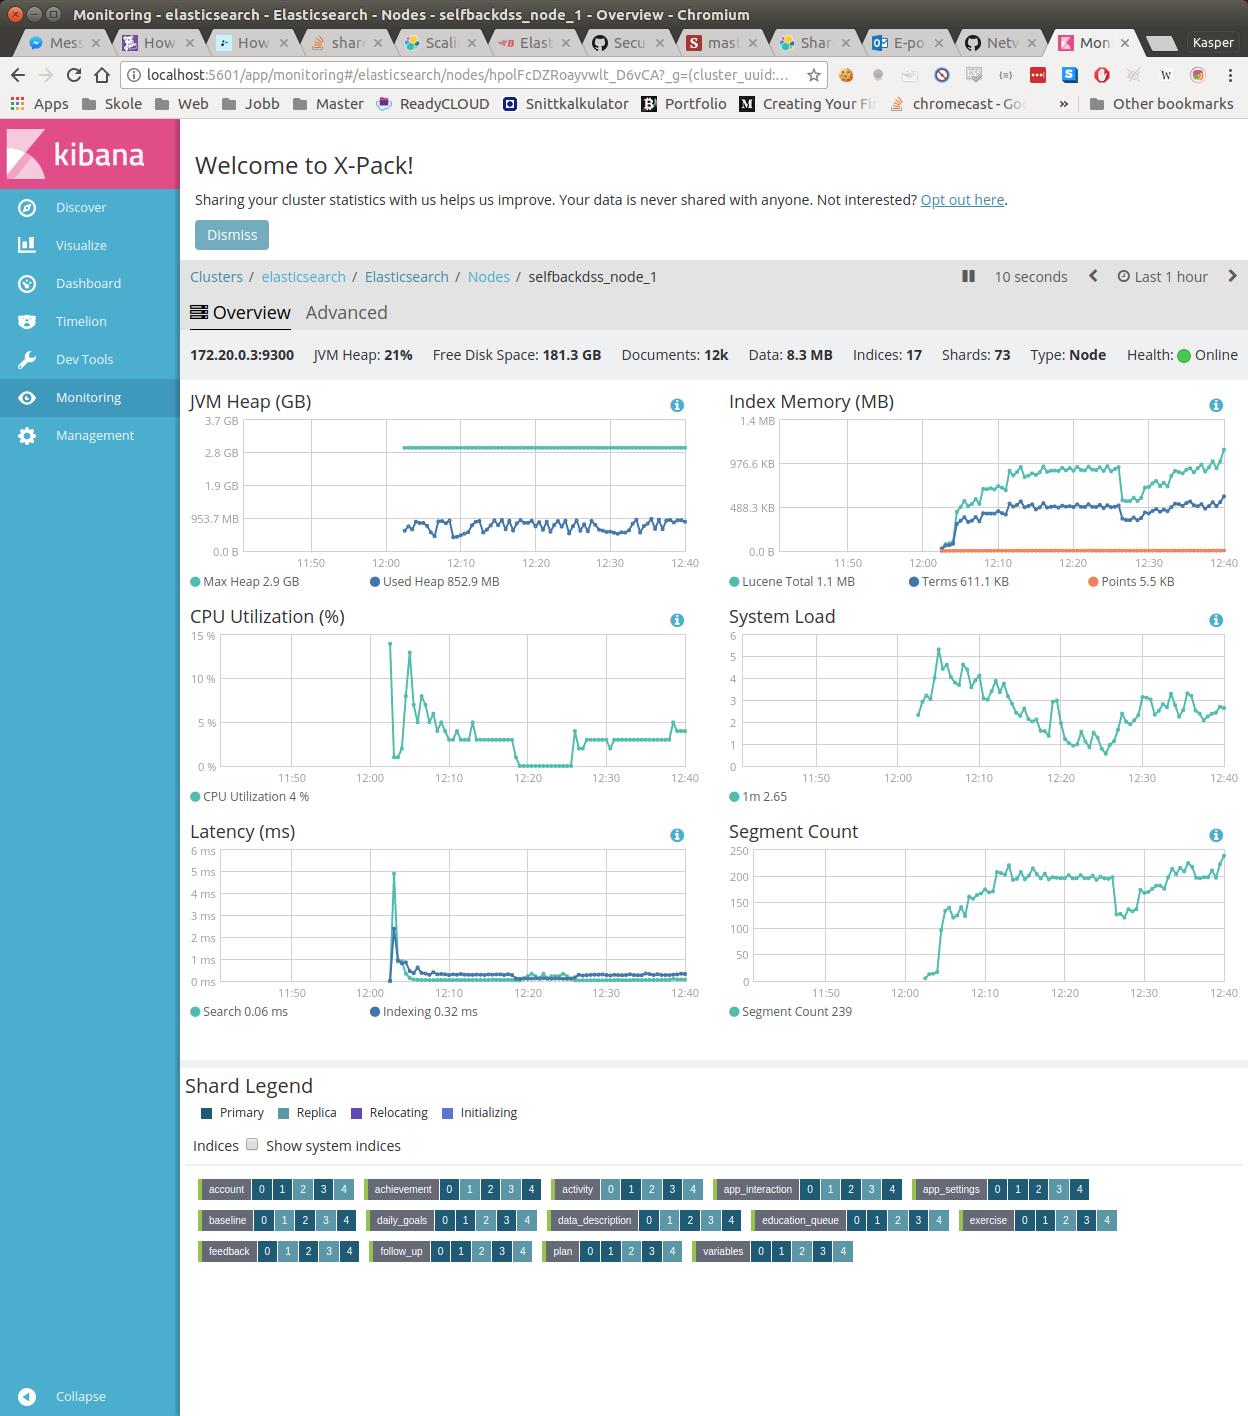 Monitoring - elasticsearch - Elasticsearch - Nodes - selfbackdss_node_1 - Overview - Chromium
Mess
How
How
shar
Scali
Elast
Secu
mast
Shar
E-po
Netw
Mon
Kasper
localhost:5601/app/monitoring#/elasticsearch/nodes/hpolFcDZRoayvwlt_D6vCA?_g=(cluster_uuid:...
Apps Skole Web Jobb Master ReadyCLOUD Snittkalkulator Portfolio Creating Your Fi chromecast - Go » Other bookmarks
kibana
Discover
Visualize
Dashboard
Timelion
Dev Tools
Monitoring
Management
Collapse
Welcome to X-Pack!
Sharing your cluster statistics with us helps us improve. Your data is never shared with anyone. Not interested? Opt out here.
Dismiss
Clusters / elasticsearch / Elasticsearch / Nodes / selfbackdss_node_1
10 seconds Last 1 hour
Overview Advanced
172.20.0.3:9300 JVM Heap: 21% Free Disk Space: 181.3 GB Documents: 12k Data: 8.3 MB Indices: 17 Shards: 73 Type: Node Health: Online
JVM Heap (GB)
3.7 GB
2.8 GB
1.9 GB
953.7 MB
0.0 B
11:50 12:00 12:10 12:20 12:30 12:40
Max Heap 2.9 GB Used Heap 852.9 MB
Index Memory (MB)
1.4 MB
976.6 KB
488.3 KB
0.0 B
11:50 12:00 12:10 12:20 12:30 12:40
Lucene Total 1.1 MB Terms 611.1 KB Points 5.5 KB
CPU Utilization (%)
15 %
10 %
5 %
0 %
11:50 12:00 12:10 12:20 12:30 12:40
CPU Utilization 4 %
System Load
6
5
4
3
2
1
0
11:50 12:00 12:10 12:20 12:30 12:40
1m 2.65
Latency (ms)
6 ms
5 ms
4 ms
3 ms
2 ms
1 ms
0 ms
11:50 12:00 12:10 12:20 12:30 12:40
Search 0.06 ms Indexing 0.32 ms
Segment Count
250
200
150
100
50
0
11:50 12:00 12:10 12:20 12:30 12:40
Segment Count 239
Shard Legend
Primary Replica Relocating Initializing
Indices Show system indices
account 0 1 2 3 4 achievement 0 1 2 3 4 activity 0 1 2 3 4 app_interaction 0 1 2 3 4 app_settings 0 1 2 3 4
baseline 0 1 2 3 4 daily_goals 0 1 2 3 4 data_description 0 1 2 3 4 education_queue 0 1 2 3 4 exercise 0 1 2 3 4
feedback 0 1 2 3 4 follow_up 0 1 2 3 4 plan 0 1 2 3 4 variables 0 1 2 3 4